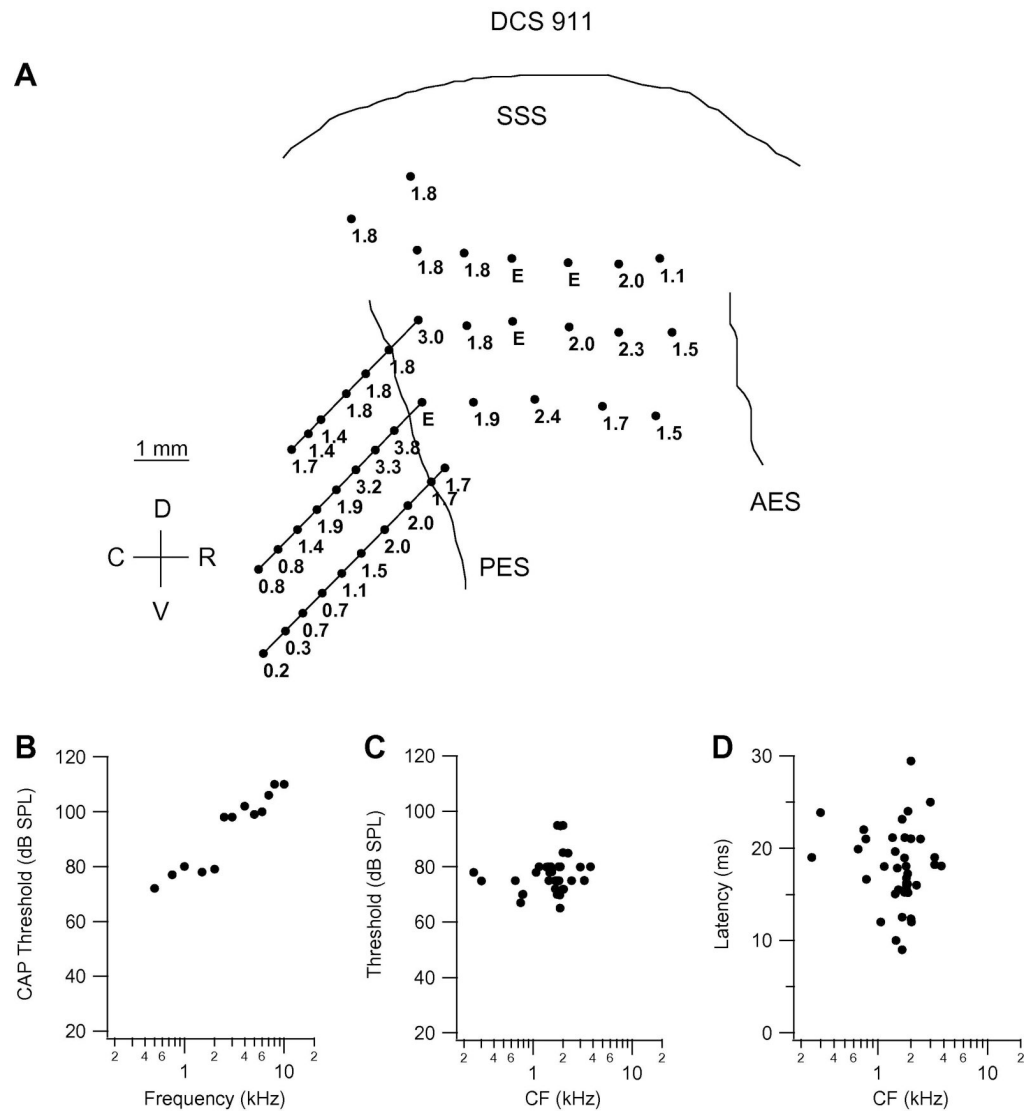 DCS 911
A
SSS
1.8
1.8
1.8 1.8 E E 2.0 1.1
3.0 1.8 E 2.0 2.3 1.5
1.8
1.8
1.8
1.4
1.4
1.7
E 1.9 2.4 1.7 1.5
3.8
3.3
3.2
1.9
1.9
1.4
0.8
0.8
1.7
1.7
2.0
2.0
1.5
1.1
0.7
0.7
0.3
0.2
1 mm
D
C R
V
PES
AES
B
120
100
80
60
40
20
CAP Threshold (dB SPL)
2 4 6 2 4 6 2
1 10
Frequency (kHz)
C
120
100
80
60
40
20
Threshold (dB SPL)
2 4 6 2 4 6 2
1 10
CF (kHz)
D
30
20
10
0
Latency (ms)
2 4 6 2 4 6 2
1 10
CF (kHz)